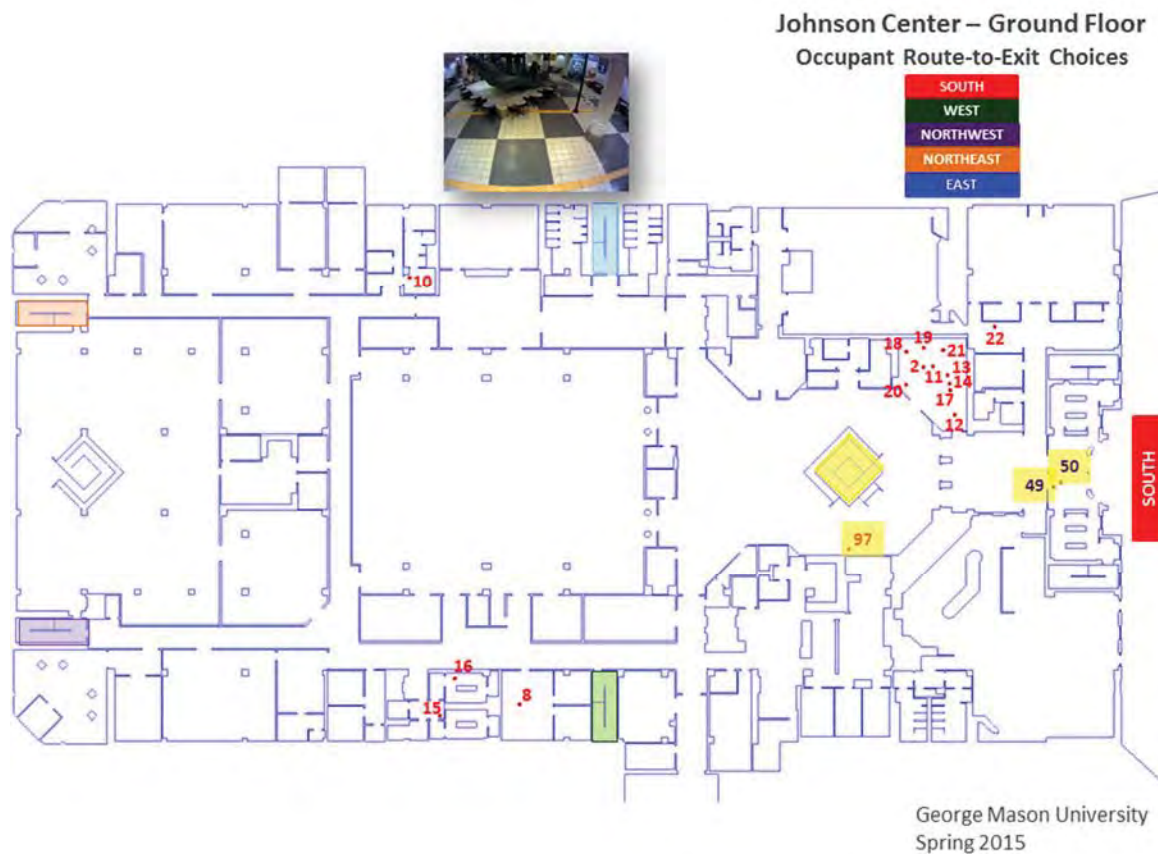 Johnson Center – Ground Floor
Occupant Route-to-Exit Choices
SOUTH
WEST
NORTHWEST
NORTHEAST
EAST
10
22
18
19
21
2
11
13
14
20
17
12
50
49
SOUTH
97
16
8
15
George Mason University
Spring 2015